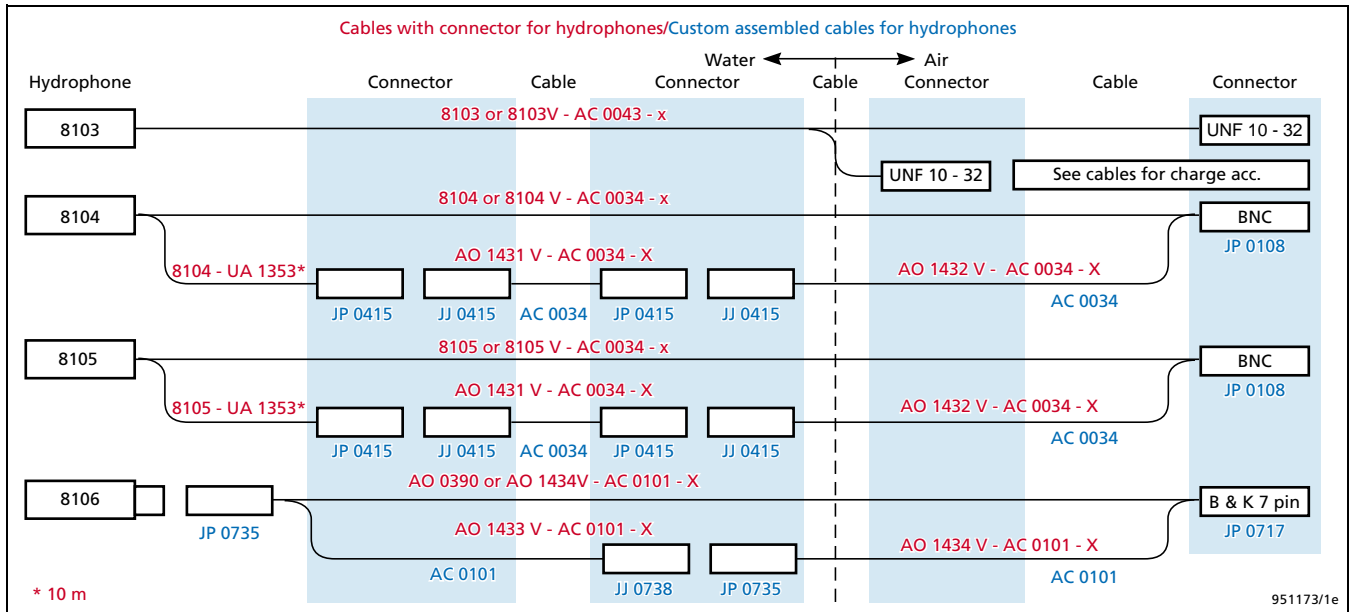 Cables with connector for hydrophones/Custom assembled cables for hydrophones
Water Air
Hydrophone Connector Cable Connector Cable Connector Cable Connector
8103 or 8103V - AC 0043 - x
8103 UNF 10 - 32
UNF 10 - 32 See cables for charge acc.
8104 or 8104 V - AC 0034 - x
8104 BNC
JP 0108
AO 1431 V - AC 0034 - X
8104 - UA 1353* AO 1432 V - AC 0034 - X
JP 0415 JJ 0415 AC 0034 JP 0415 JJ 0415 AC 0034
8105 or 8105 V - AC 0034 - x
8105 BNC
JP 0108
AO 1431 V - AC 0034 - X
8105 - UA 1353* AO 1432 V - AC 0034 - X
JP 0415 JJ 0415 AC 0034 JP 0415 JJ 0415 AC 0034
AO 0390 or AO 1434V - AC 0101 - X
8106 B & K 7 pin
JP 0735 JP 0717
AO 1433 V - AC 0101 - X
AO 1434 V - AC 0101 - X
AC 0101 JJ 0738 JP 0735 AC 0101
* 10 m 951173/1e